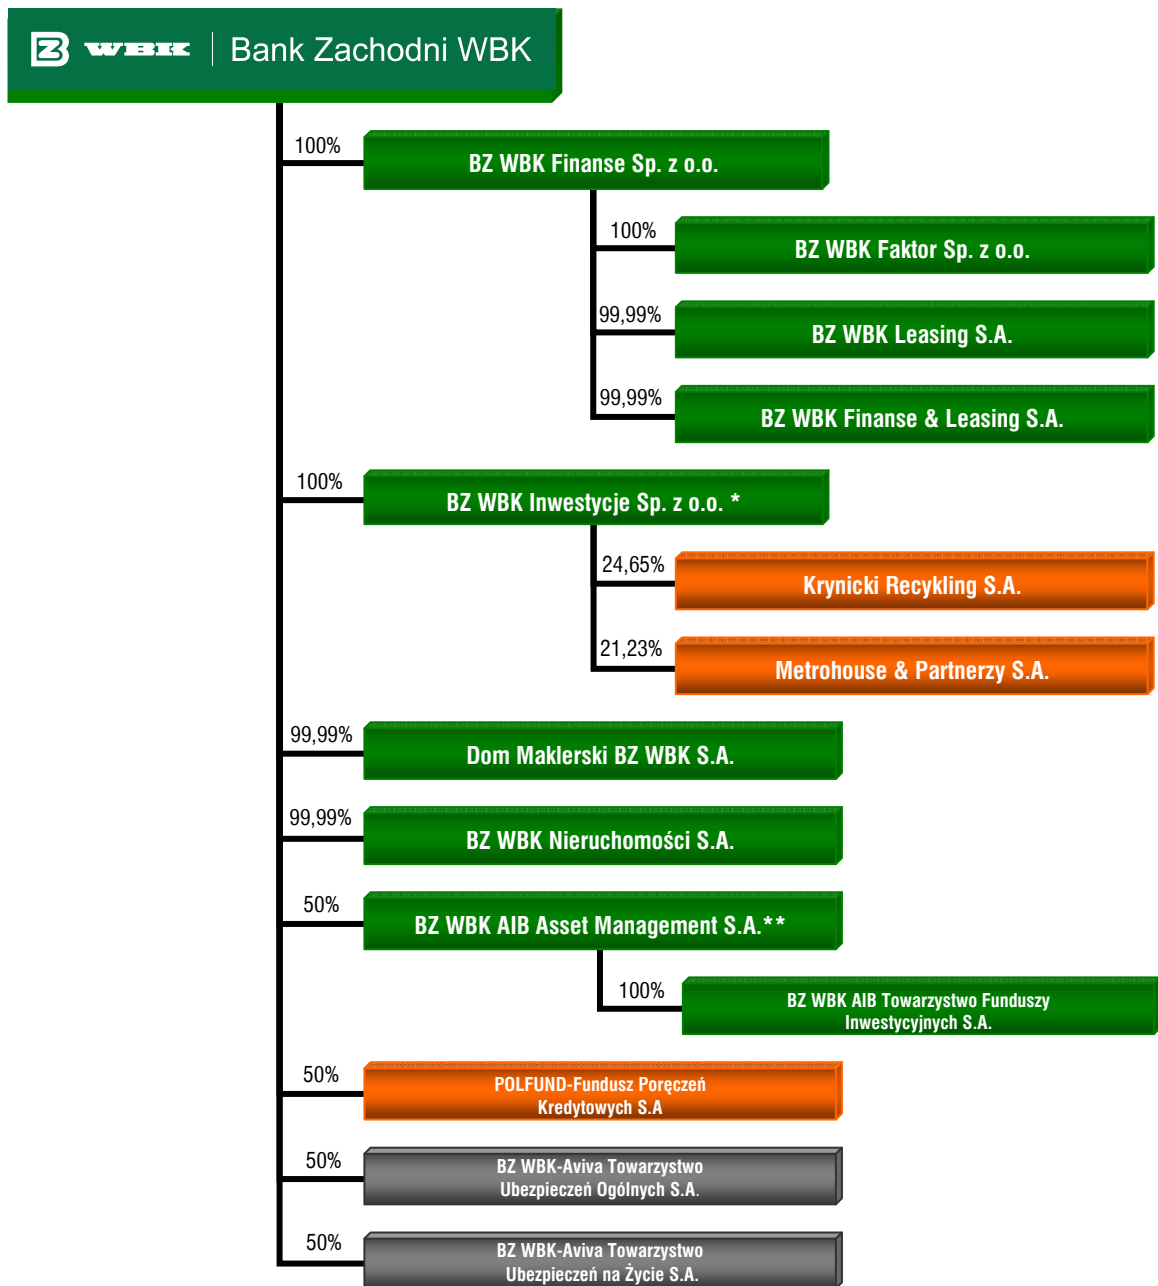 B WBK | Bank Zachodni WBK
100%
BZ WBK Finanse Sp. z o.o.
100%
BZ WBK Faktor Sp. z o.o.
99,99%
BZ WBK Leasing S.A.
99,99%
BZ WBK Finanse & Leasing S.A.
100%
BZ WBK Inwestycje Sp. z o.o. *
24,65%
Krynicki Recykling S.A.
21,23%
Metrohouse & Partnerzy S.A.
99,99%
Dom Maklerski BZ WBK S.A.
99,99%
BZ WBK Nieruchomości S.A.
50%
BZ WBK AIB Asset Management S.A.**
100%
BZ WBK AIB Towarzystwo Funduszy
Inwestycyjnych S.A.
50%
POLFUND-Fundusz Poręczeń
Kredytowych S.A
50%
BZ WBK-Aviva Towarzystwo
Ubezpieczeń Ogólnych S.A.
50%
BZ WBK-Aviva Towarzystwo
Ubezpieczeń na Życie S.A.